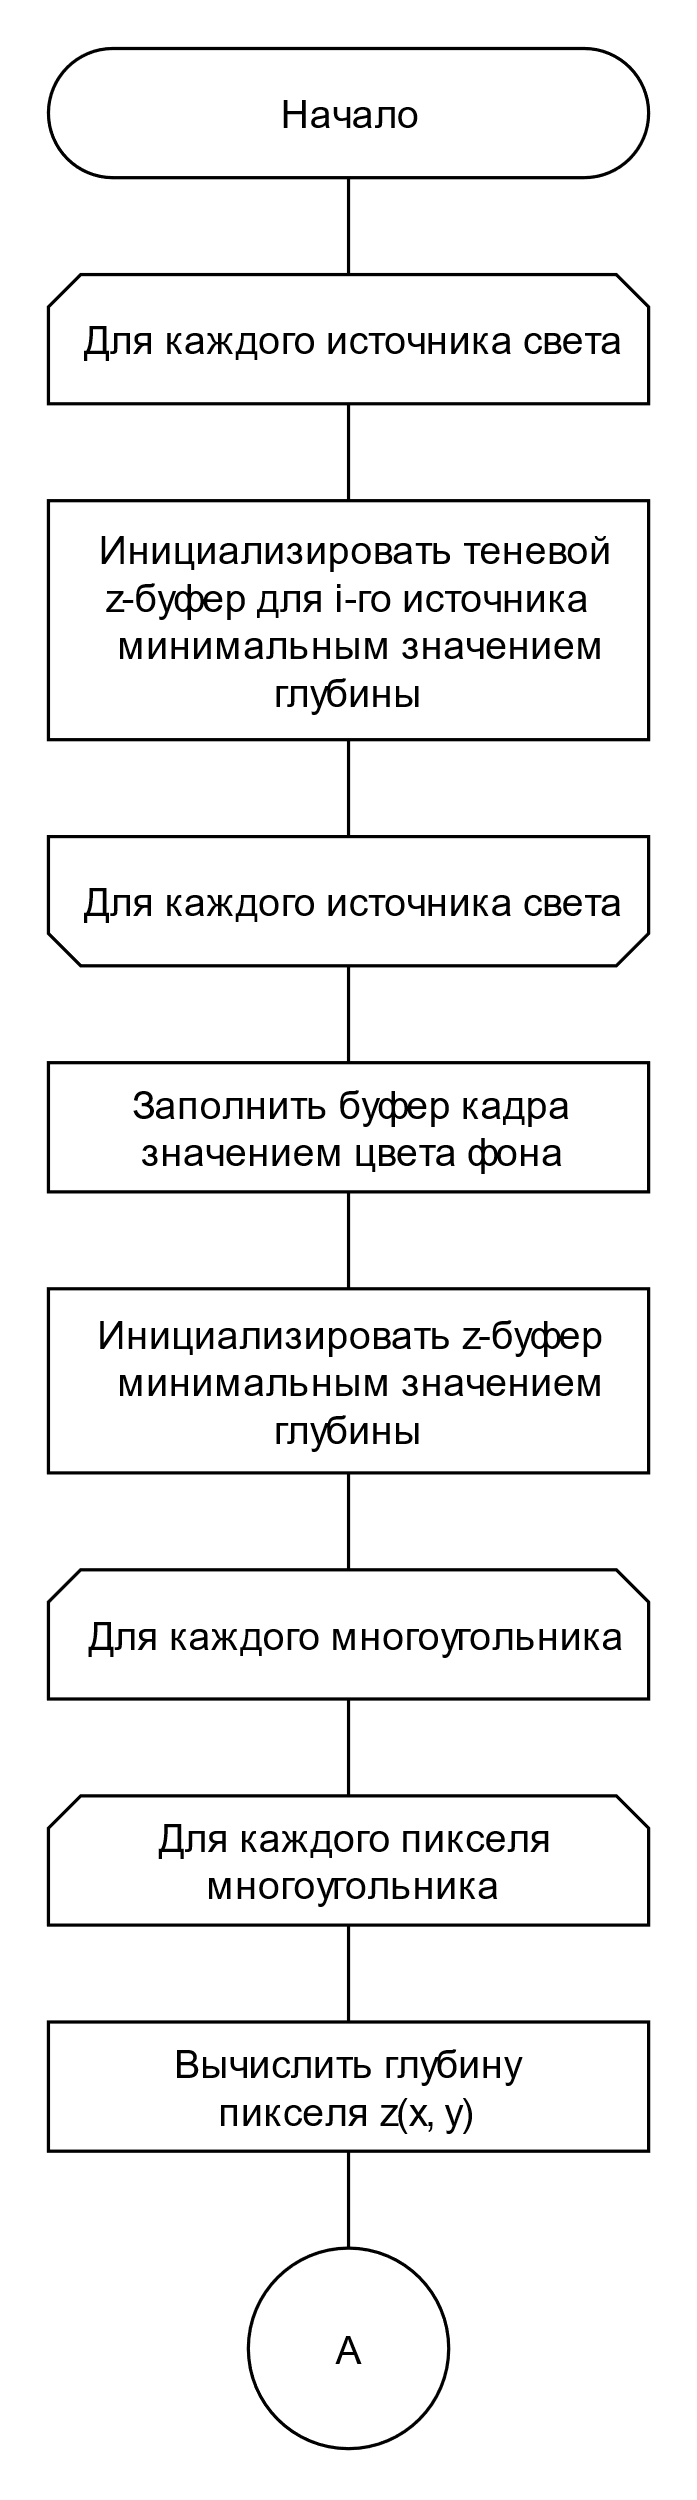 Начало
Для каждого источника света
Инициализировать теневой
z-буфер для i-го источника
минимальным значением
глубины
Для каждого источника света
Заполнить буфер кадра
значением цвета фона
Инициализировать z-буфер
минимальным значением
глубины
Для каждого многоугольника
Для каждого пикселя
многоугольника
Вычислить глубину
пикселя z(x, y)
А